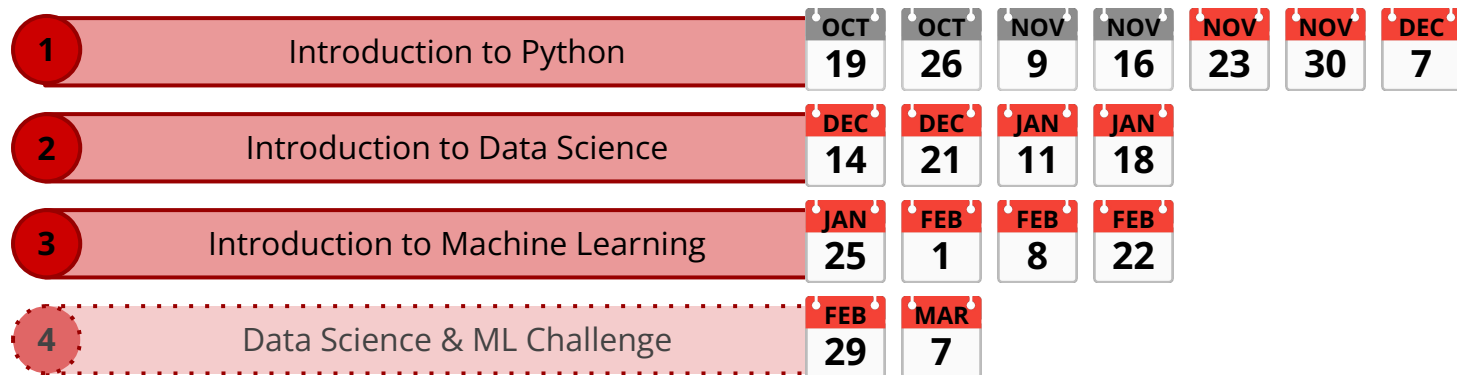 1 Introduction to Python OCT 19 OCT 26 NOV 9 NOV 16 NOV 23 NOV 30 DEC 7
2 Introduction to Data Science DEC 14 DEC 21 JAN 11 JAN 18
3 Introduction to Machine Learning JAN 25 FEB 1 FEB 8 FEB 22
4 Data Science & ML Challenge FEB 29 MAR 7